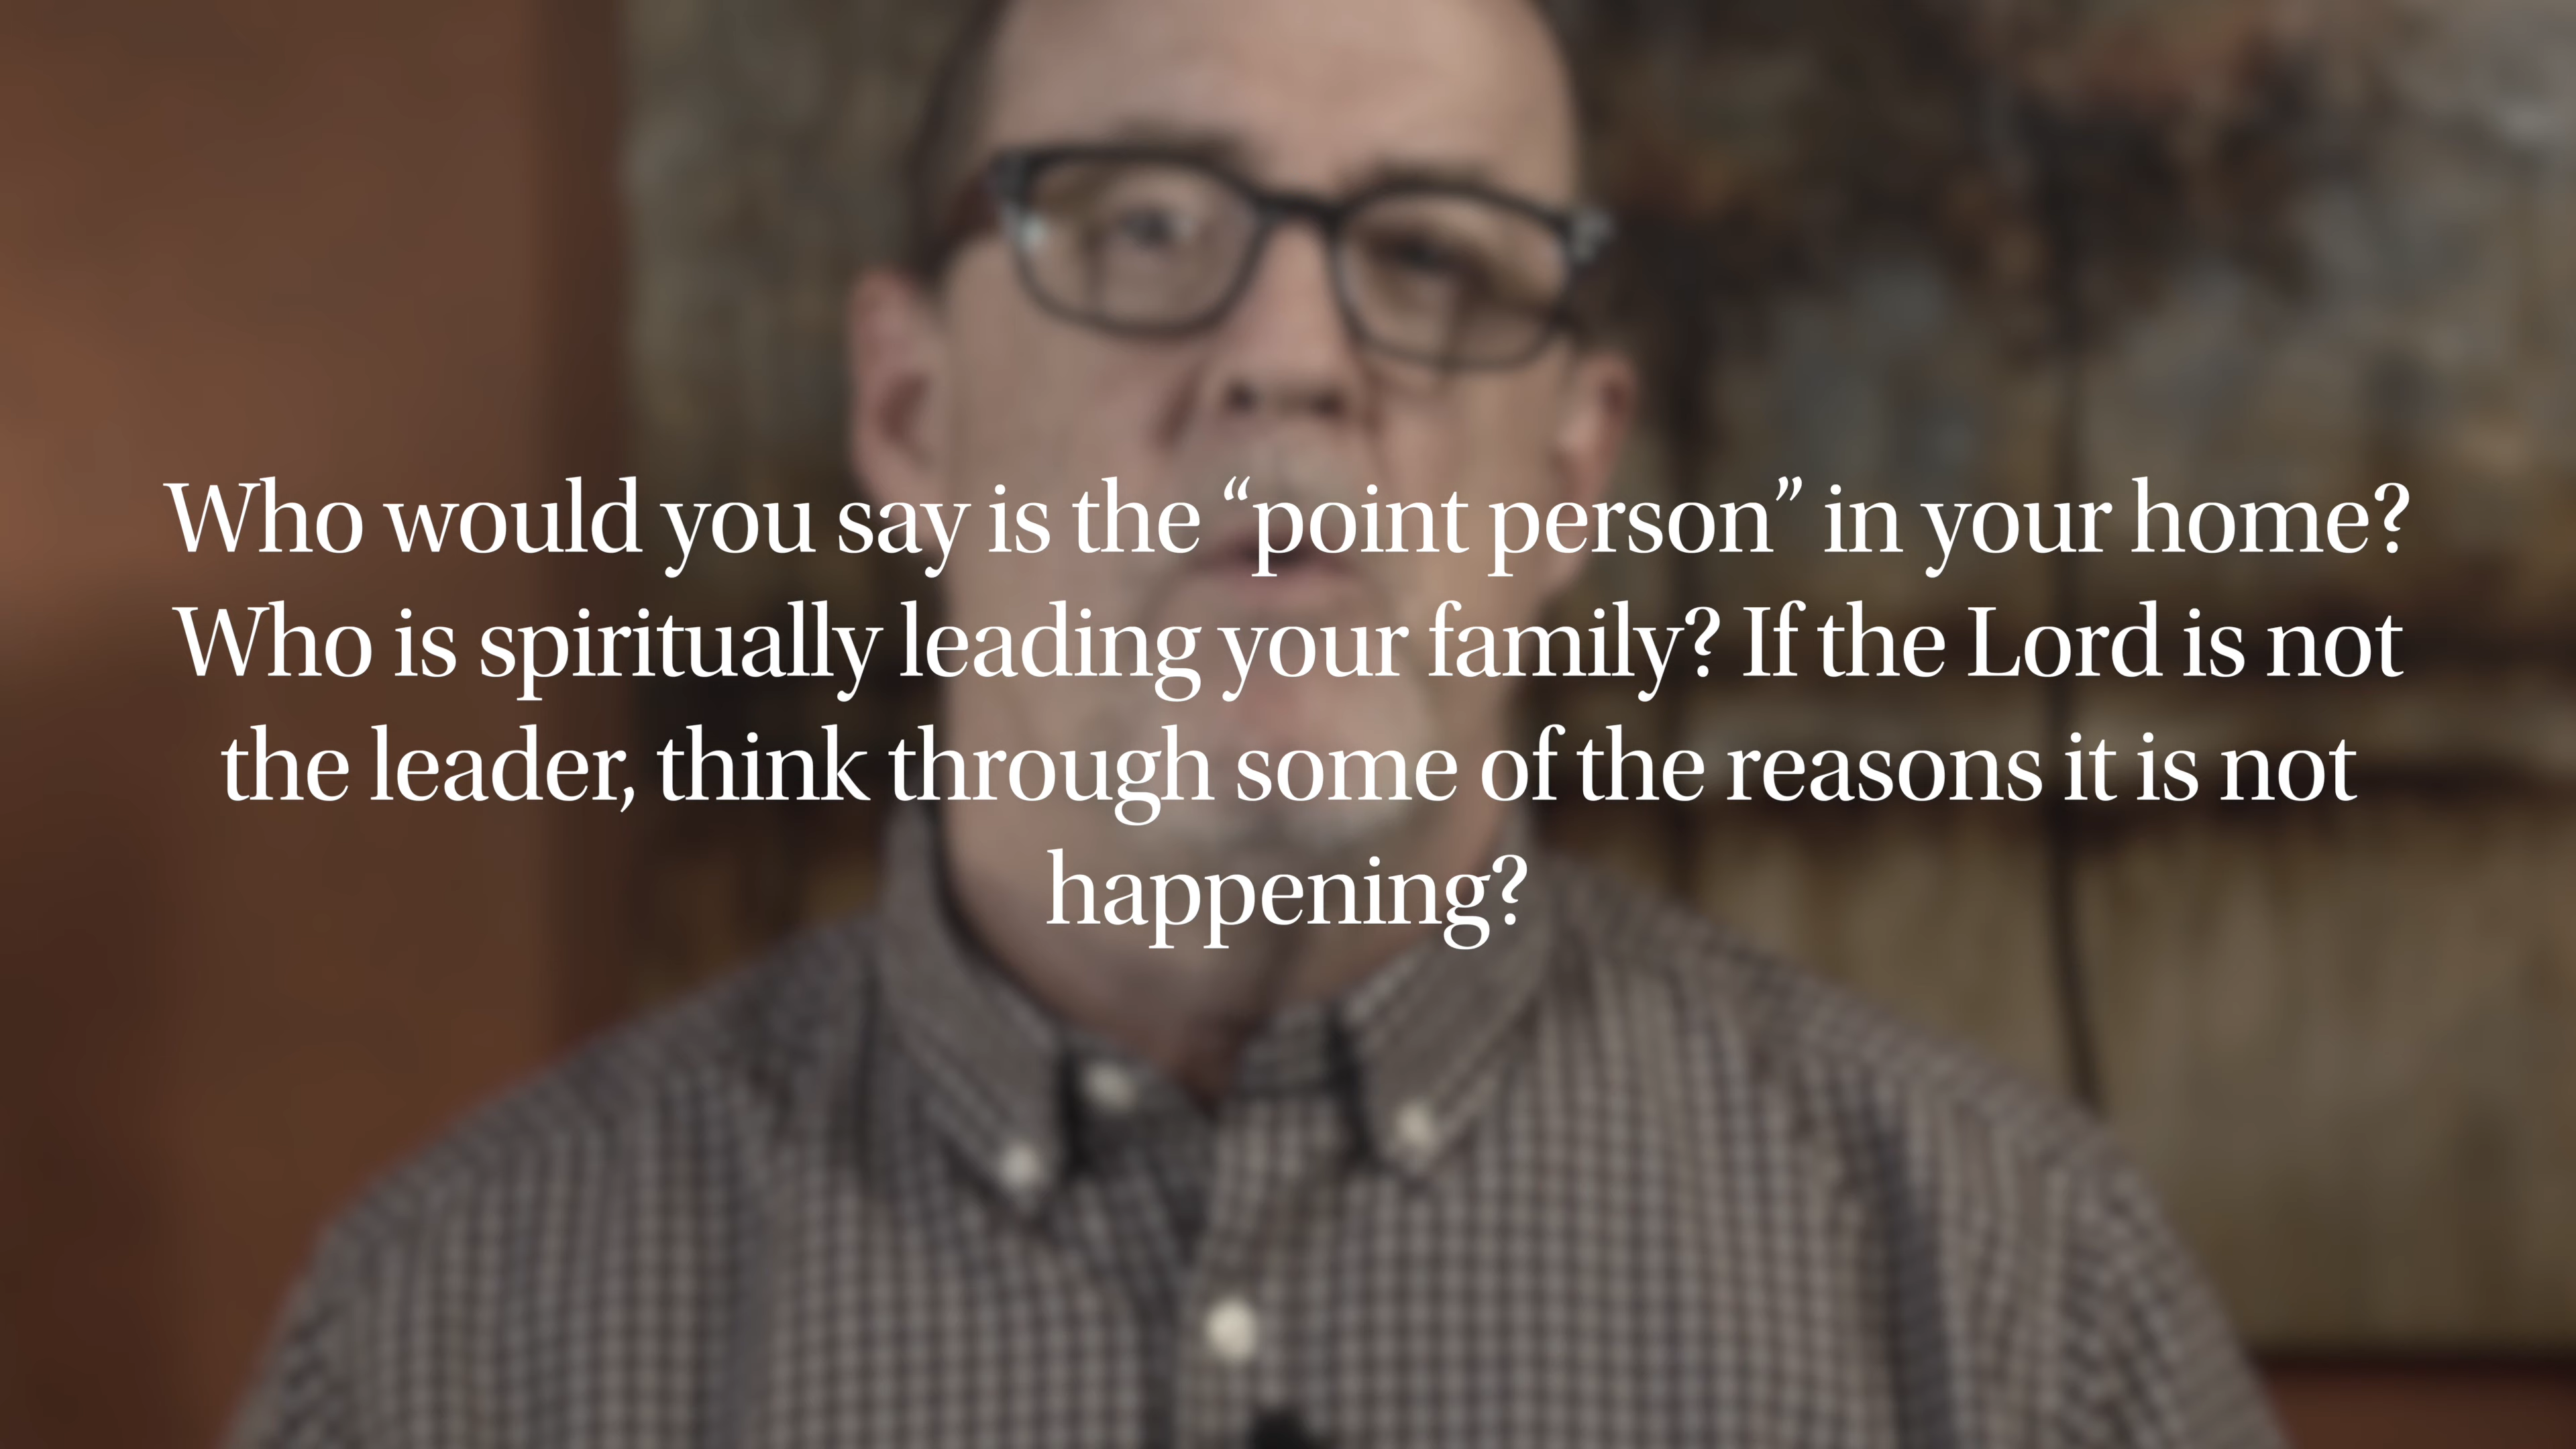 Who would you say is the “point person” in your home?
Who is spiritually leading your family? If the Lord is not
the leader, think through some of the reasons it is not
happening?